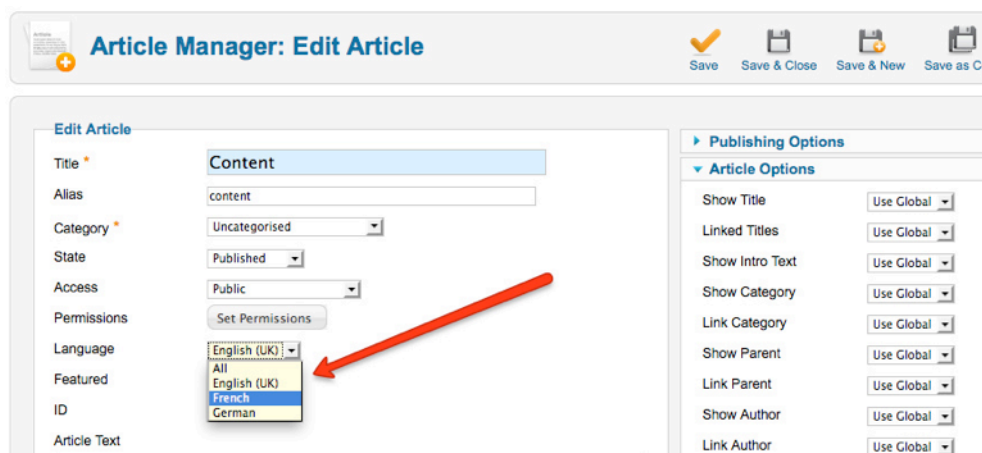 Article Manager: Edit Article
Save
Save & Close
Save & New
Save as C
Edit Article
Title *
Content
Alias
content
Category *
Uncategorised
State
Published
Access
Public
Permissions
Set Permissions
Language
English (UK)
All
English (UK)
French
German
Featured
ID
Article Text
Publishing Options
Article Options
Show Title
Use Global
Linked Titles
Use Global
Show Intro Text
Use Global
Show Category
Use Global
Link Category
Use Global
Show Parent
Use Global
Link Parent
Use Global
Show Author
Use Global
Link Author
Use Global